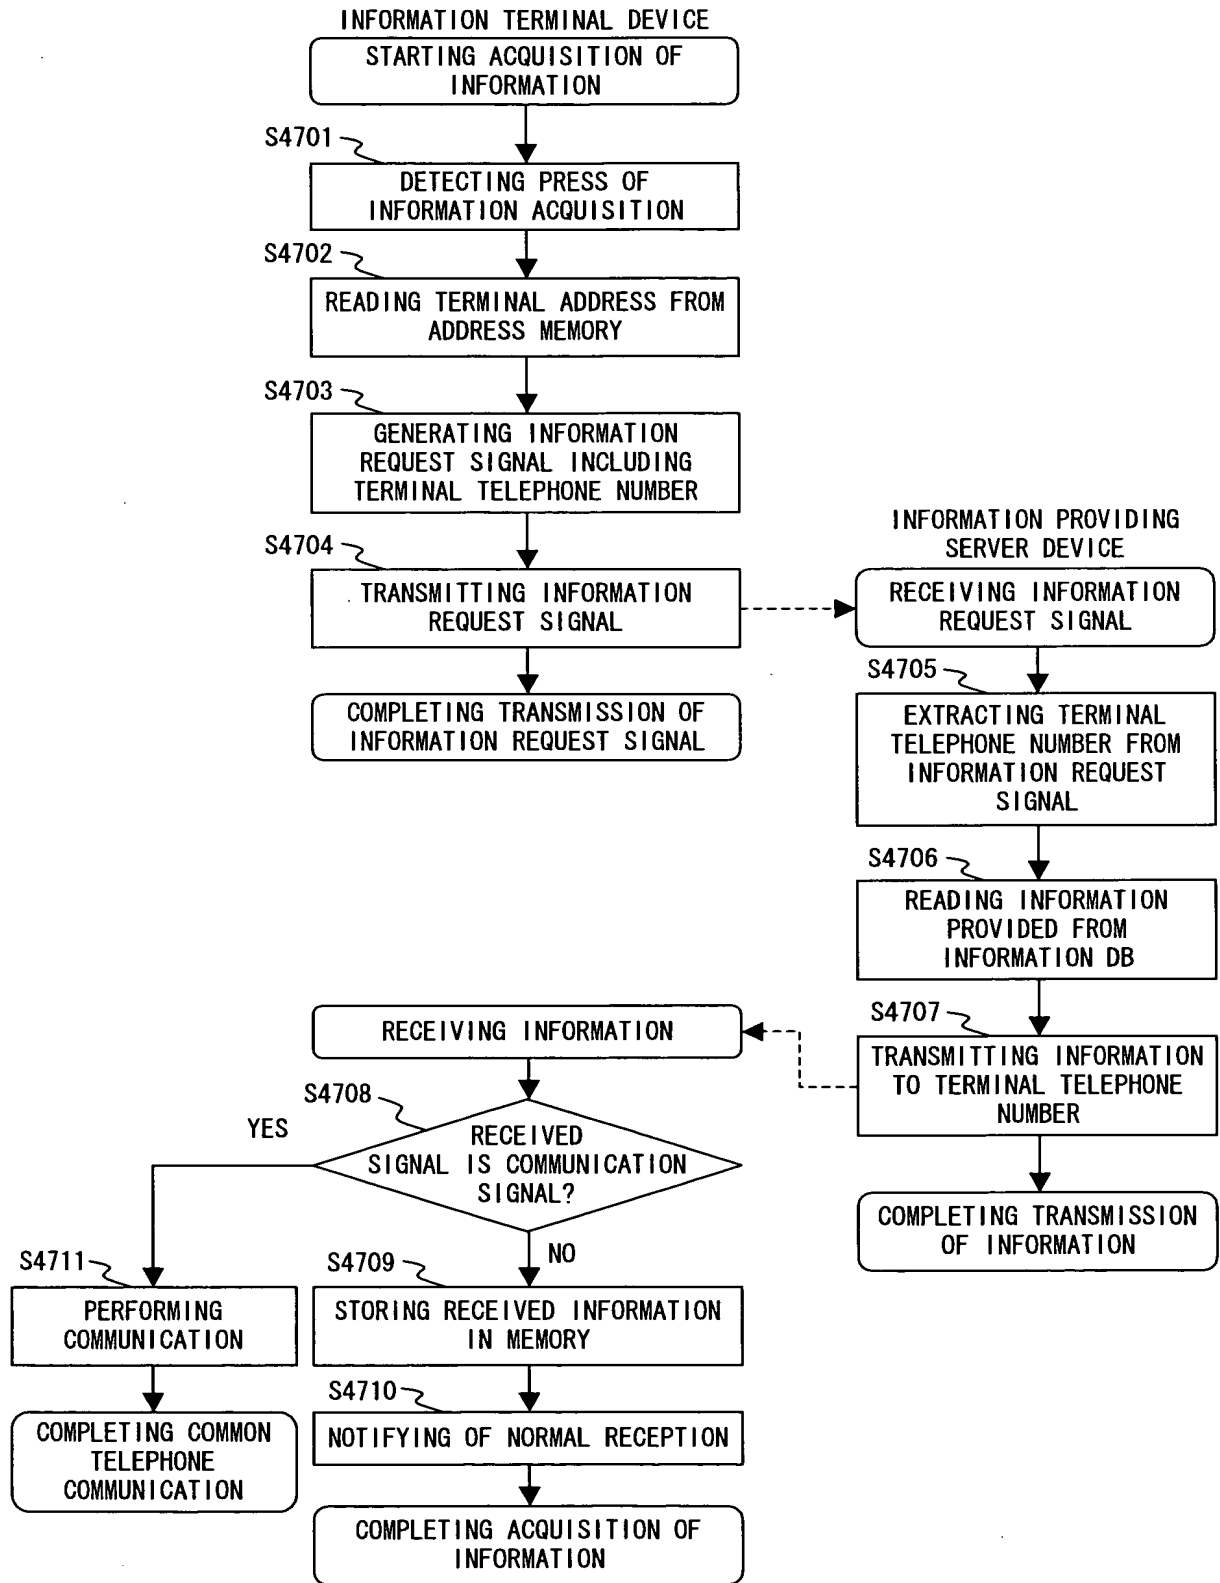 INFORMATION TERMINAL DEVICE
STARTING ACQUISITION OF
INFORMATION
S4701
DETECTING PRESS OF
INFORMATION ACQUISITION
S4702
READING TERMINAL ADDRESS FROM
ADDRESS MEMORY
S4703
GENERATING INFORMATION
REQUEST SIGNAL INCLUDING
TERMINAL TELEPHONE NUMBER
S4704
TRANSMITTING INFORMATION
REQUEST SIGNAL
COMPLETING TRANSMISSION OF
INFORMATION REQUEST SIGNAL
INFORMATION PROVIDING
SERVER DEVICE
RECEIVING INFORMATION
REQUEST SIGNAL
S4705
EXTRACTING TERMINAL
TELEPHONE NUMBER FROM
INFORMATION REQUEST
SIGNAL
S4706
READING INFORMATION
PROVIDED FROM
INFORMATION DB
S4707
TRANSMITTING INFORMATION
TO TERMINAL TELEPHONE
NUMBER
COMPLETING TRANSMISSION
OF INFORMATION
RECEIVING INFORMATION
S4708
YES
RECEIVED
SIGNAL IS COMMUNICATION
SIGNAL?
NO
S4711
PERFORMING
COMMUNICATION
COMPLETING COMMON
TELEPHONE
COMMUNICATION
S4709
STORING RECEIVED INFORMATION
IN MEMORY
S4710
NOTIFYING OF NORMAL RECEPTION
COMPLETING ACQUISITION OF
INFORMATION